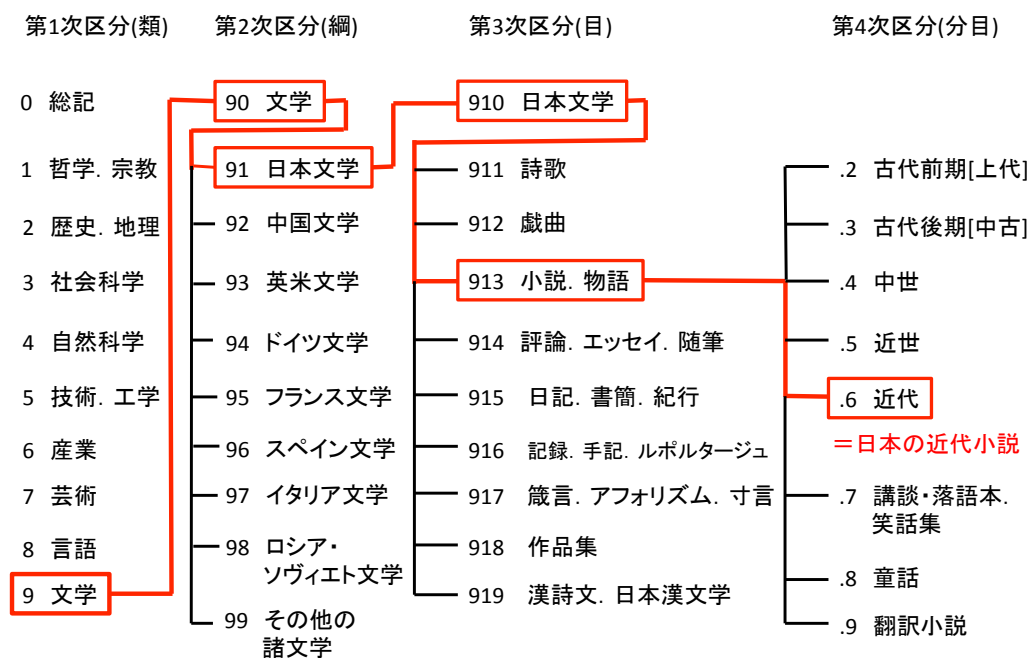 第1次区分(類)
0 総記
1 哲学. 宗教
2 歴史. 地理
3 社会科学
4 自然科学
5 技術. 工学
6 産業
7 芸術
8 言語
9 文学
第2次区分(綱)
90 文学
91 日本文学
92 中国文学
93 英米文学
94 ドイツ文学
95 フランス文学
96 スペイン文学
97 イタリア文学
98 ロシア・
ソヴィエト文学
99 その他の
諸文学
第3次区分(目)
910 日本文学
911 詩歌
912 戯曲
913 小説. 物語
914 評論. エッセイ. 随筆
915 日記. 書簡. 紀行
916 記録. 手記. ルポルタージュ
917 箴言. アフォリズム. 寸言
918 作品集
919 漢詩文. 日本漢文学
第4次区分(分目)
.2 古代前期[上代]
.3 古代後期[中古]
.4 中世
.5 近世
.6 近代
＝日本の近代小説
.7 講談・落語本.
笑話集
.8 童話
.9 翻訳小説